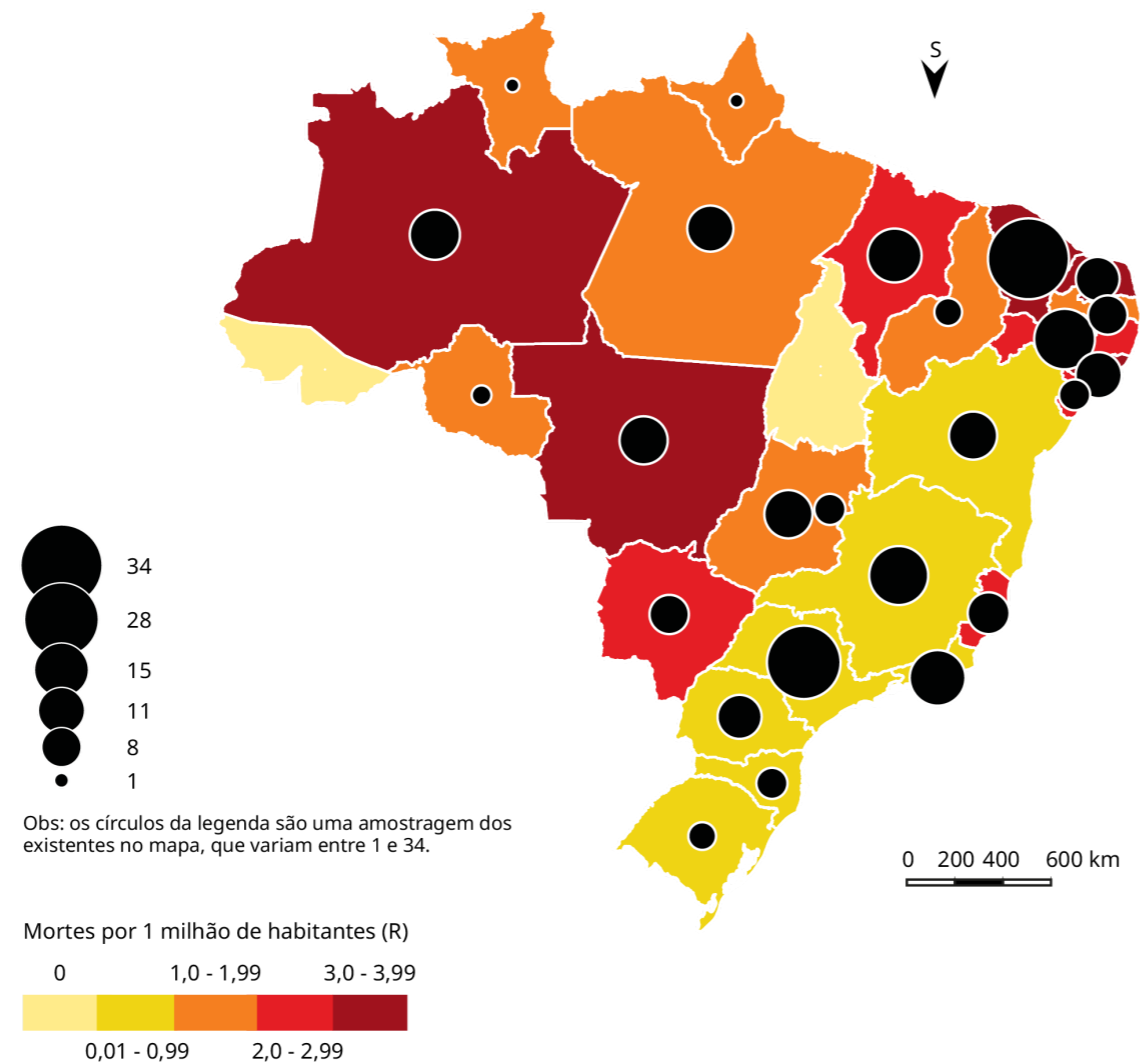 S
34
28
15
11
8
1
Obs: os círculos da legenda são uma amostragem dos
existentes no mapa, que variam entre 1 e 34.
0 200 400 600 km
Mortes por 1 milhão de habitantes (R)
0 1,0 - 1,99 3,0 - 3,99
0,01 - 0,99 2,0 - 2,99